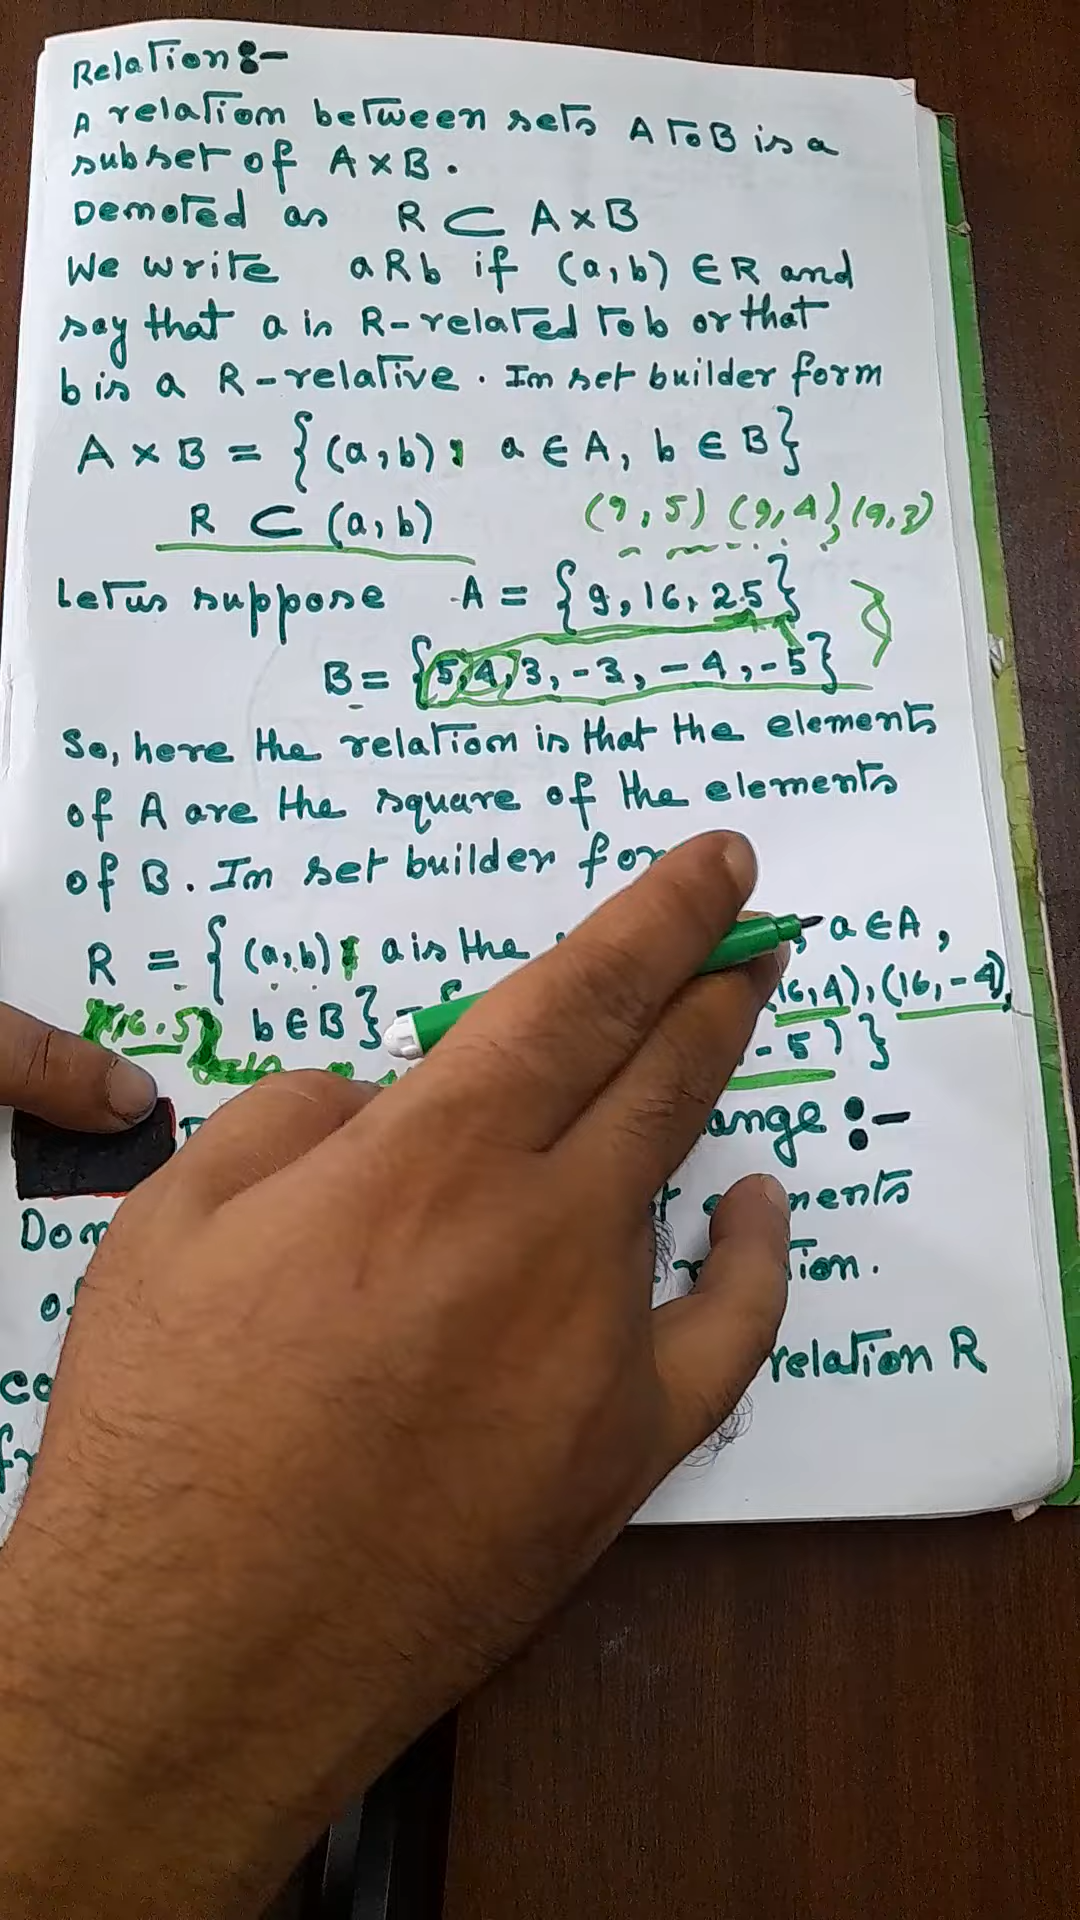 Relation:-
A relation between sets A to B is a
subset of A × B.
Denoted as R ⊂ A × B
We write aRb if (a,b) ∈ R and
say that a is R-related to b or that
b is a R-relative. In set builder form
A × B = {(a,b): a ∈ A, b ∈ B}
R ⊂ (a,b)
(9,5) (9,4), (9,3)
Let us suppose A = {9, 16, 25}
B = {5, 4, 3, -3, -4, -5}
So, here the relation is that the elements
of A are the square of the elements
of B. In set builder
R = {(a,b): a is the a ∈ A,
(16,5) b ∈ B} 16,4), (16,-4),
-5)}
ange:-
ments
relation R